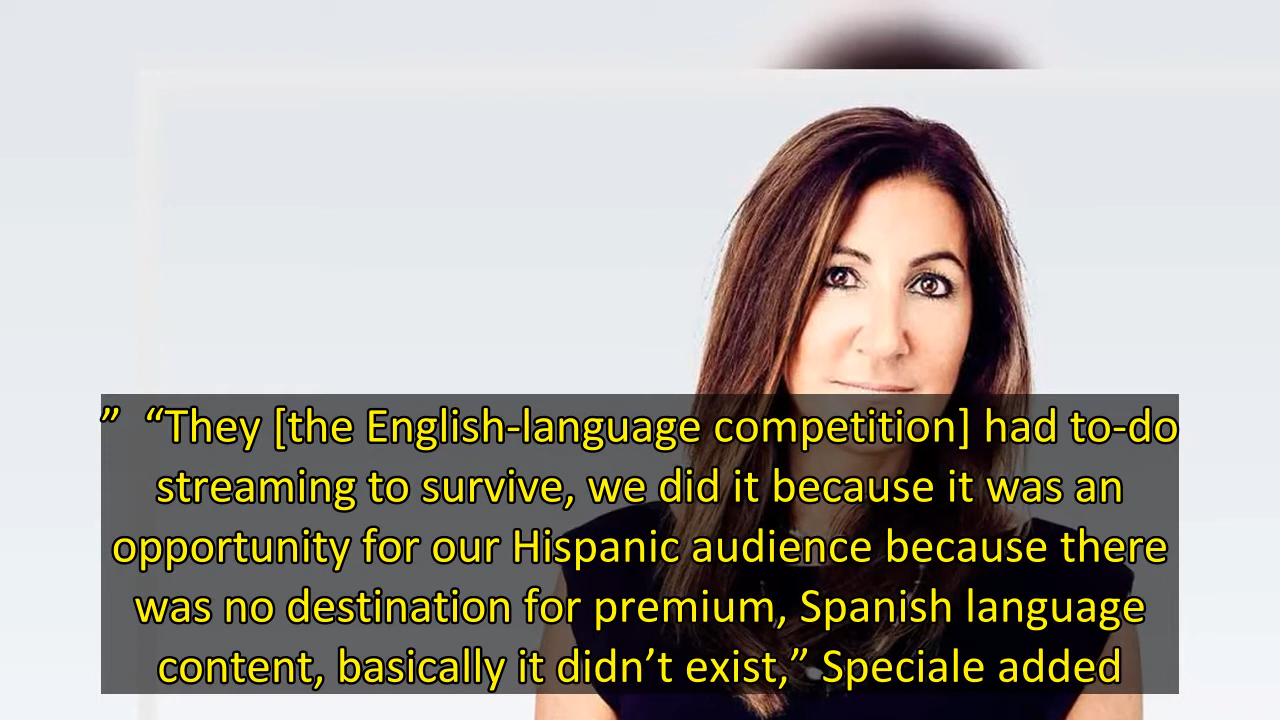 ” “They [the English-language competition] had to-do
streaming to survive, we did it because it was an
opportunity for our Hispanic audience because there
was no destination for premium, Spanish language
content, basically it didn’t exist,” Speciale added